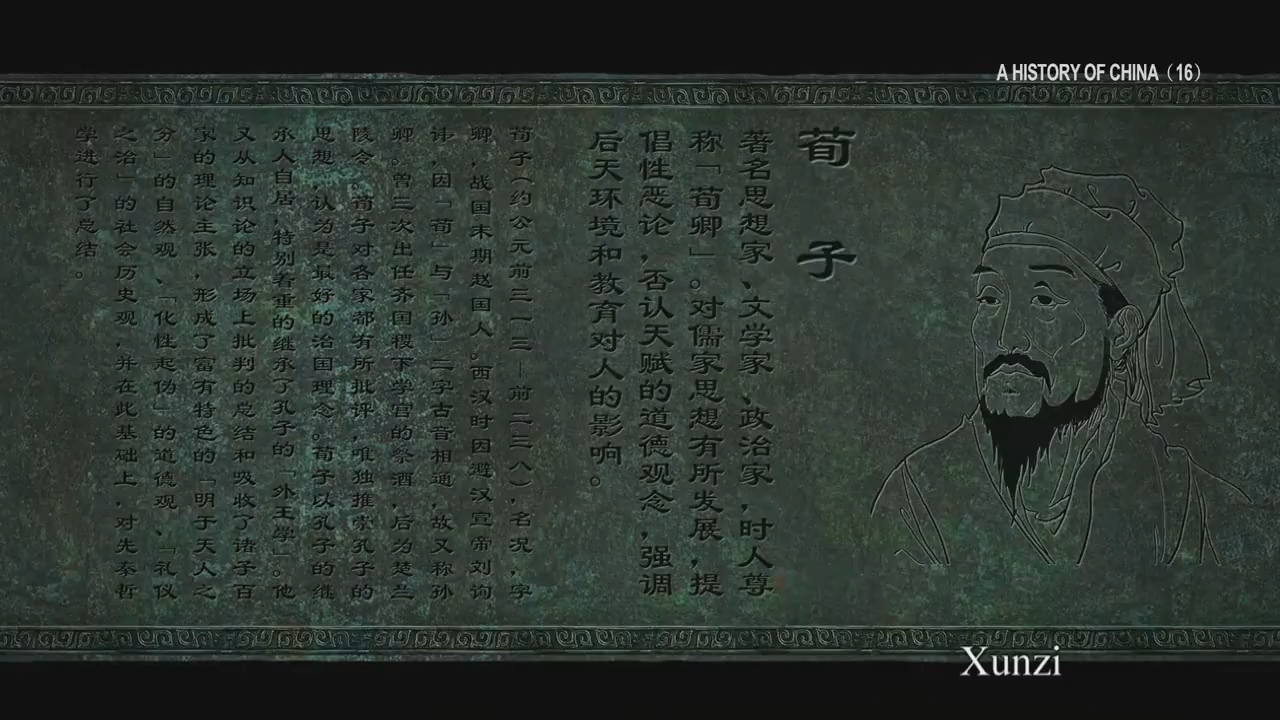 A HISTORY OF CHINA（16）
荀子
著名思想家、文学家、政治家，时人尊
称「荀卿」。对儒家思想有所发展，提
倡性恶论，否认天赋的道德观念，强调
后天环境和教育对人的影响。
荀子（约公元前三一三—前二三八），名况，字
卿，战国末期赵国人。西汉时因避汉宣帝刘询
讳，因「荀」与「孙」二字古音相通，故又称孙
卿。曾三次出任齐国稷下学宫的祭酒，后为楚兰
陵令。荀子对各家都有所批评，唯独推崇孔子的
思想，认为是最好的治国理念。荀子以孔子的继
承人自居，特别着重的继承了孔子的「外王学」。他
又从知识论的立场上批判的总结和吸收了诸子百
家的理论主张，形成了富有特色的「明于天人之
分」的自然观、「化性起伪」的道德观、「礼仪
之治」的社会历史观，并在此基础上，对先秦哲
学进行了总结。
Xunzi